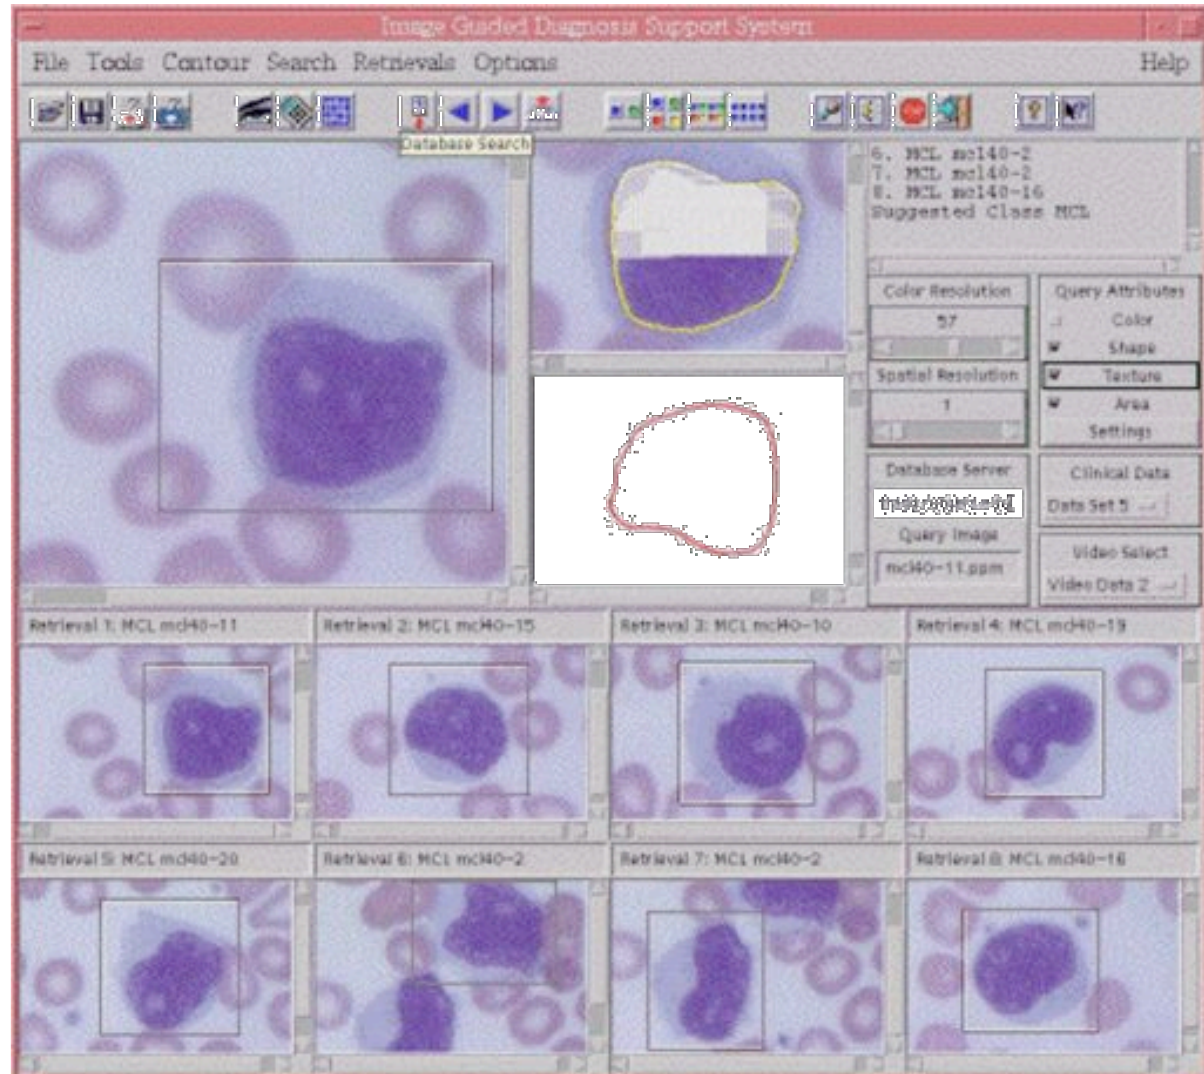 Image Guided Diagnosis Support System
File Tools Contour Search Retrievals Options Help
Database Search
6. MCL mcl40-2
7. MCL mcl40-2
8. MCL mcl40-16
Suggested Class MCL
Color Resolution
57
Spatial Resolution
1
Query Attributes
Color
Shape
Texture
Area
Settings
Database Server
Query Image
mcl40-11.ppm
Clinical Data
Data Set 5
Video Select
Video Data 2
Retrieval 1: MCL mcl40-11
Retrieval 2: MCL mcl40-15
Retrieval 3: MCL mcl40-10
Retrieval 4: MCL mcl40-19
Retrieval 5: MCL mcl40-20
Retrieval 6: MCL mcl40-2
Retrieval 7: MCL mcl40-2
Retrieval 8: MCL mcl40-16